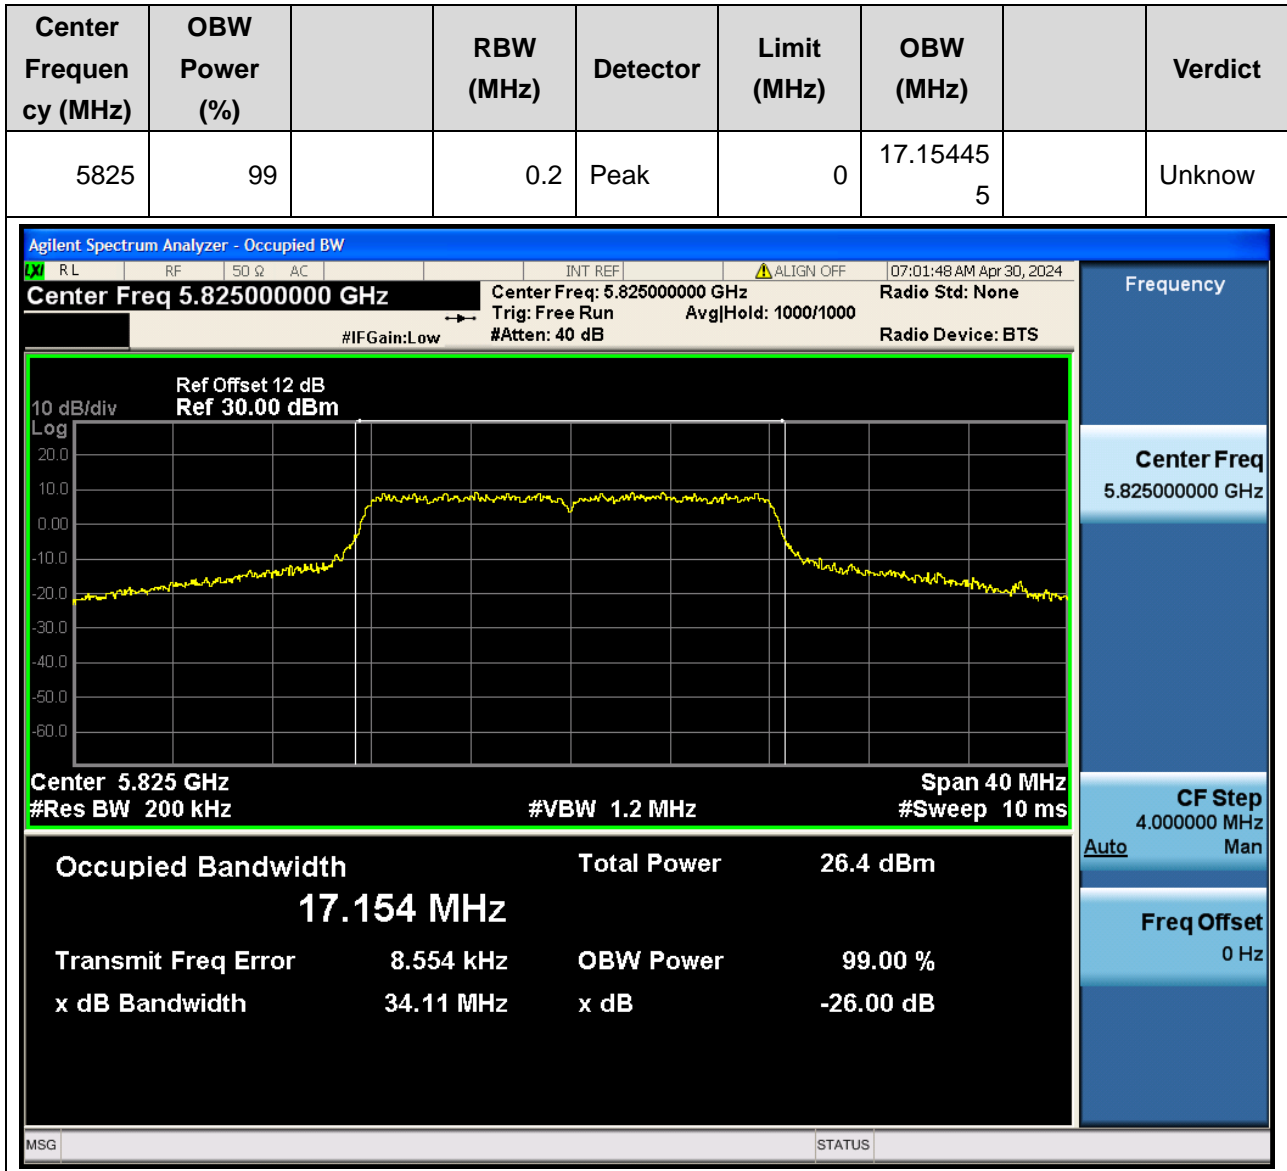 Center Frequen cy (MHz) OBW Power (%) RBW (MHz) Detector Limit (MHz) OBW (MHz) Verdict
5825 99 0.2 Peak 0 17.154455 Unknow
Agilent Spectrum Analyzer - Occupied BW
LXI RL RF 50 Ω AC INT REF ALIGN OFF 07:01:48 AM Apr 30, 2024
Center Freq 5.825000000 GHz
Center Freq: 5.825000000 GHz
Radio Std: None
Trig: Free Run Avg|Hold: 1000/1000
#IFGain:Low #Atten: 40 dB Radio Device: BTS
Ref Offset 12 dB
10 dB/div Ref 30.00 dBm
Log
20.0
10.0
0.00
-10.0
-20.0
-30.0
-40.0
-50.0
-60.0
Center 5.825 GHz Span 40 MHz
#Res BW 200 kHz #VBW 1.2 MHz #Sweep 10 ms
Occupied Bandwidth Total Power 26.4 dBm
17.154 MHz
Transmit Freq Error 8.554 kHz OBW Power 99.00 %
x dB Bandwidth 34.11 MHz x dB -26.00 dB
Frequency
Center Freq
5.825000000 GHz
CF Step
4.000000 MHz
Auto Man
Freq Offset
0 Hz
MSG STATUS